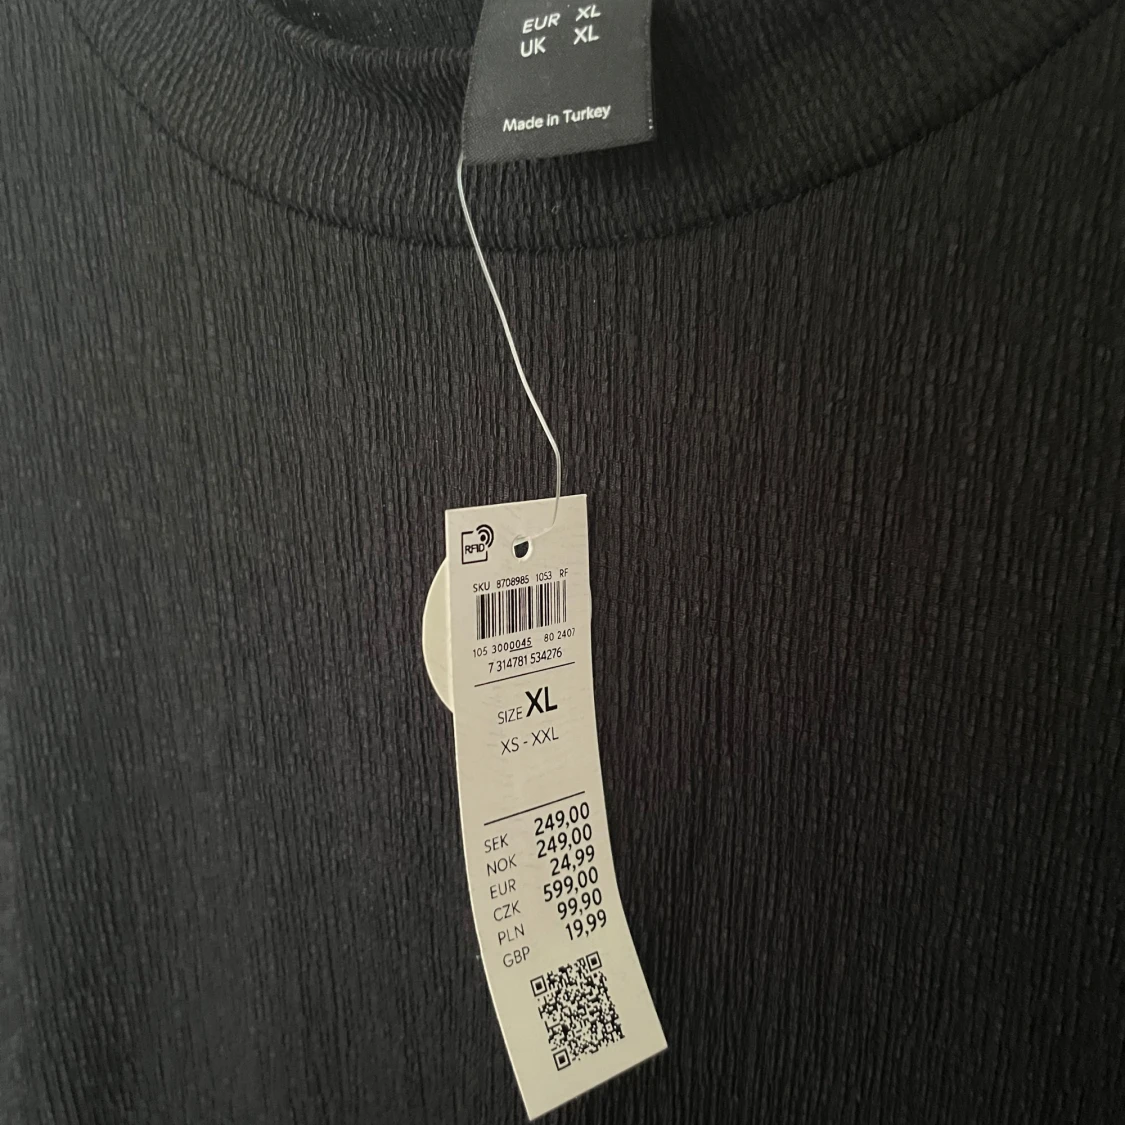 EUR XL
UK XL
Made in Turkey
RFID
SKU 8708985 1053 RF
105 3000045 80 2407
7 314781 534276
SIZE XL
XS - XXL
SEK 249,00
NOK 249,00
EUR 24,99
CZK 599,00
PLN 99,90
GBP 19,99